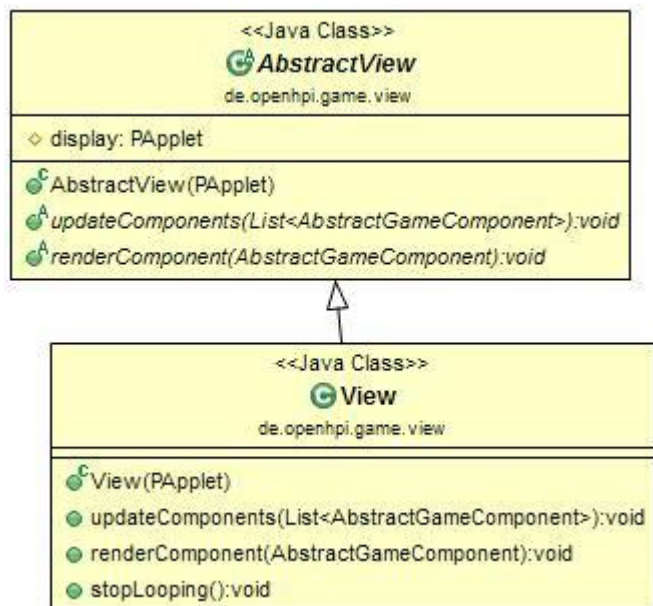 <<Java Class>>
AbstractView
de.openhpi.game.view
display: PApplet
AbstractView(PApplet)
updateComponents(List<AbstractGameComponent>):void
renderComponent(AbstractGameComponent):void
<<Java Class>>
View
de.openhpi.game.view
View(PApplet)
updateComponents(List<AbstractGameComponent>):void
renderComponent(AbstractGameComponent):void
stopLooping():void